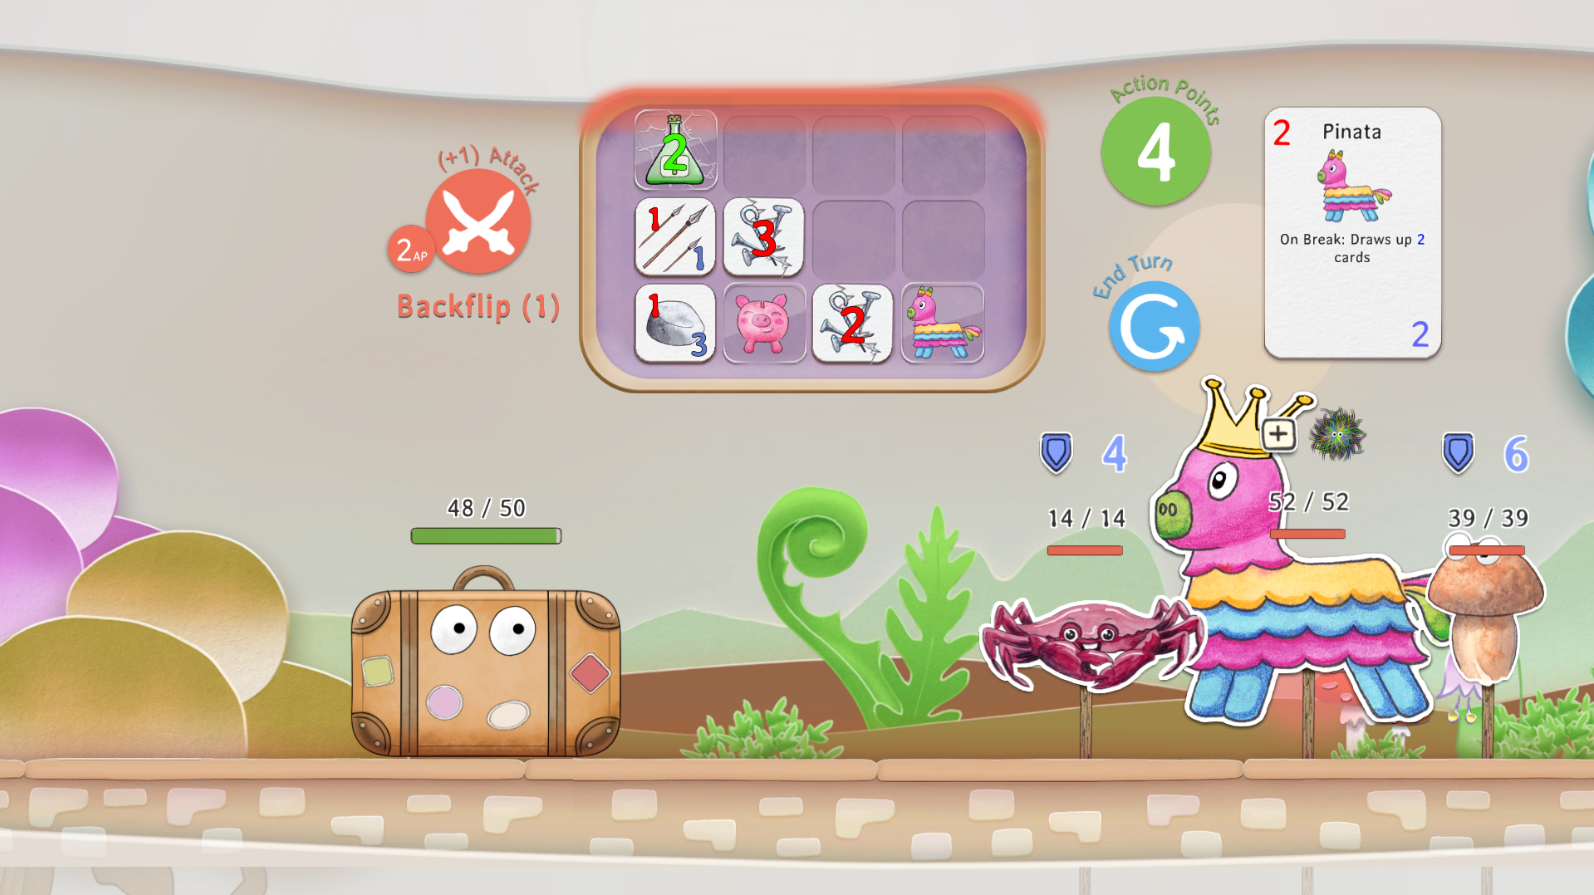 (+1) Attack
2AP
Backflip (1)
2
1
1
3
1
3
2
Action Points
4
End Turn
2
Pinata
On Break: Draws up 2
cards
2
48 / 50
4
14 / 14
52 / 52
6
39 / 39